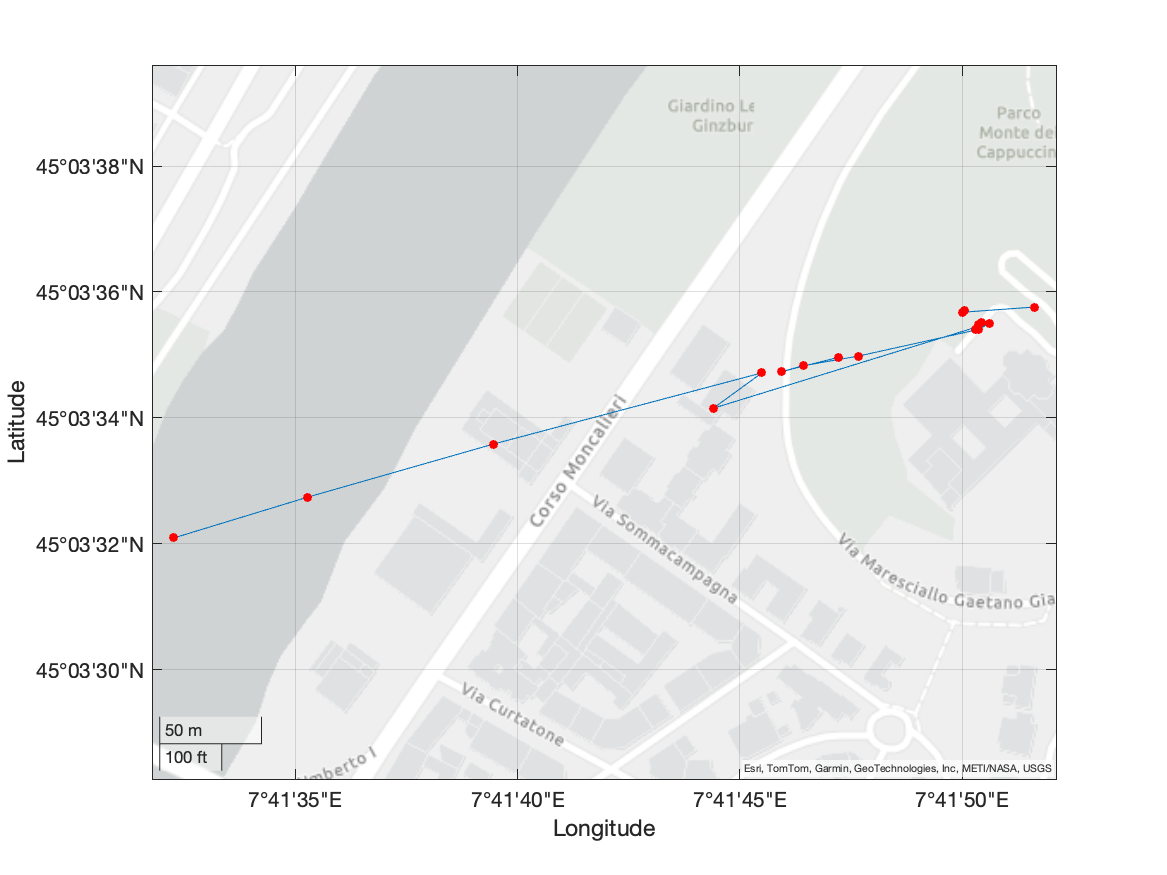 Giardino Le
Ginzbur
Parco
Monte de
Cappuccin
45°03'38"N
45°03'36"N
45°03'34"N
45°03'32"N
45°03'30"N
Latitude
Corso Moncalieri
Via Sommacampagna
Via Maresciallo Gaetano Gia
Via Curtatone
mberto I
50 m
100 ft
Esri, TomTom, Garmin, GeoTechnologies, Inc, METI/NASA, USGS
7°41'35"E
7°41'40"E
7°41'45"E
7°41'50"E
Longitude